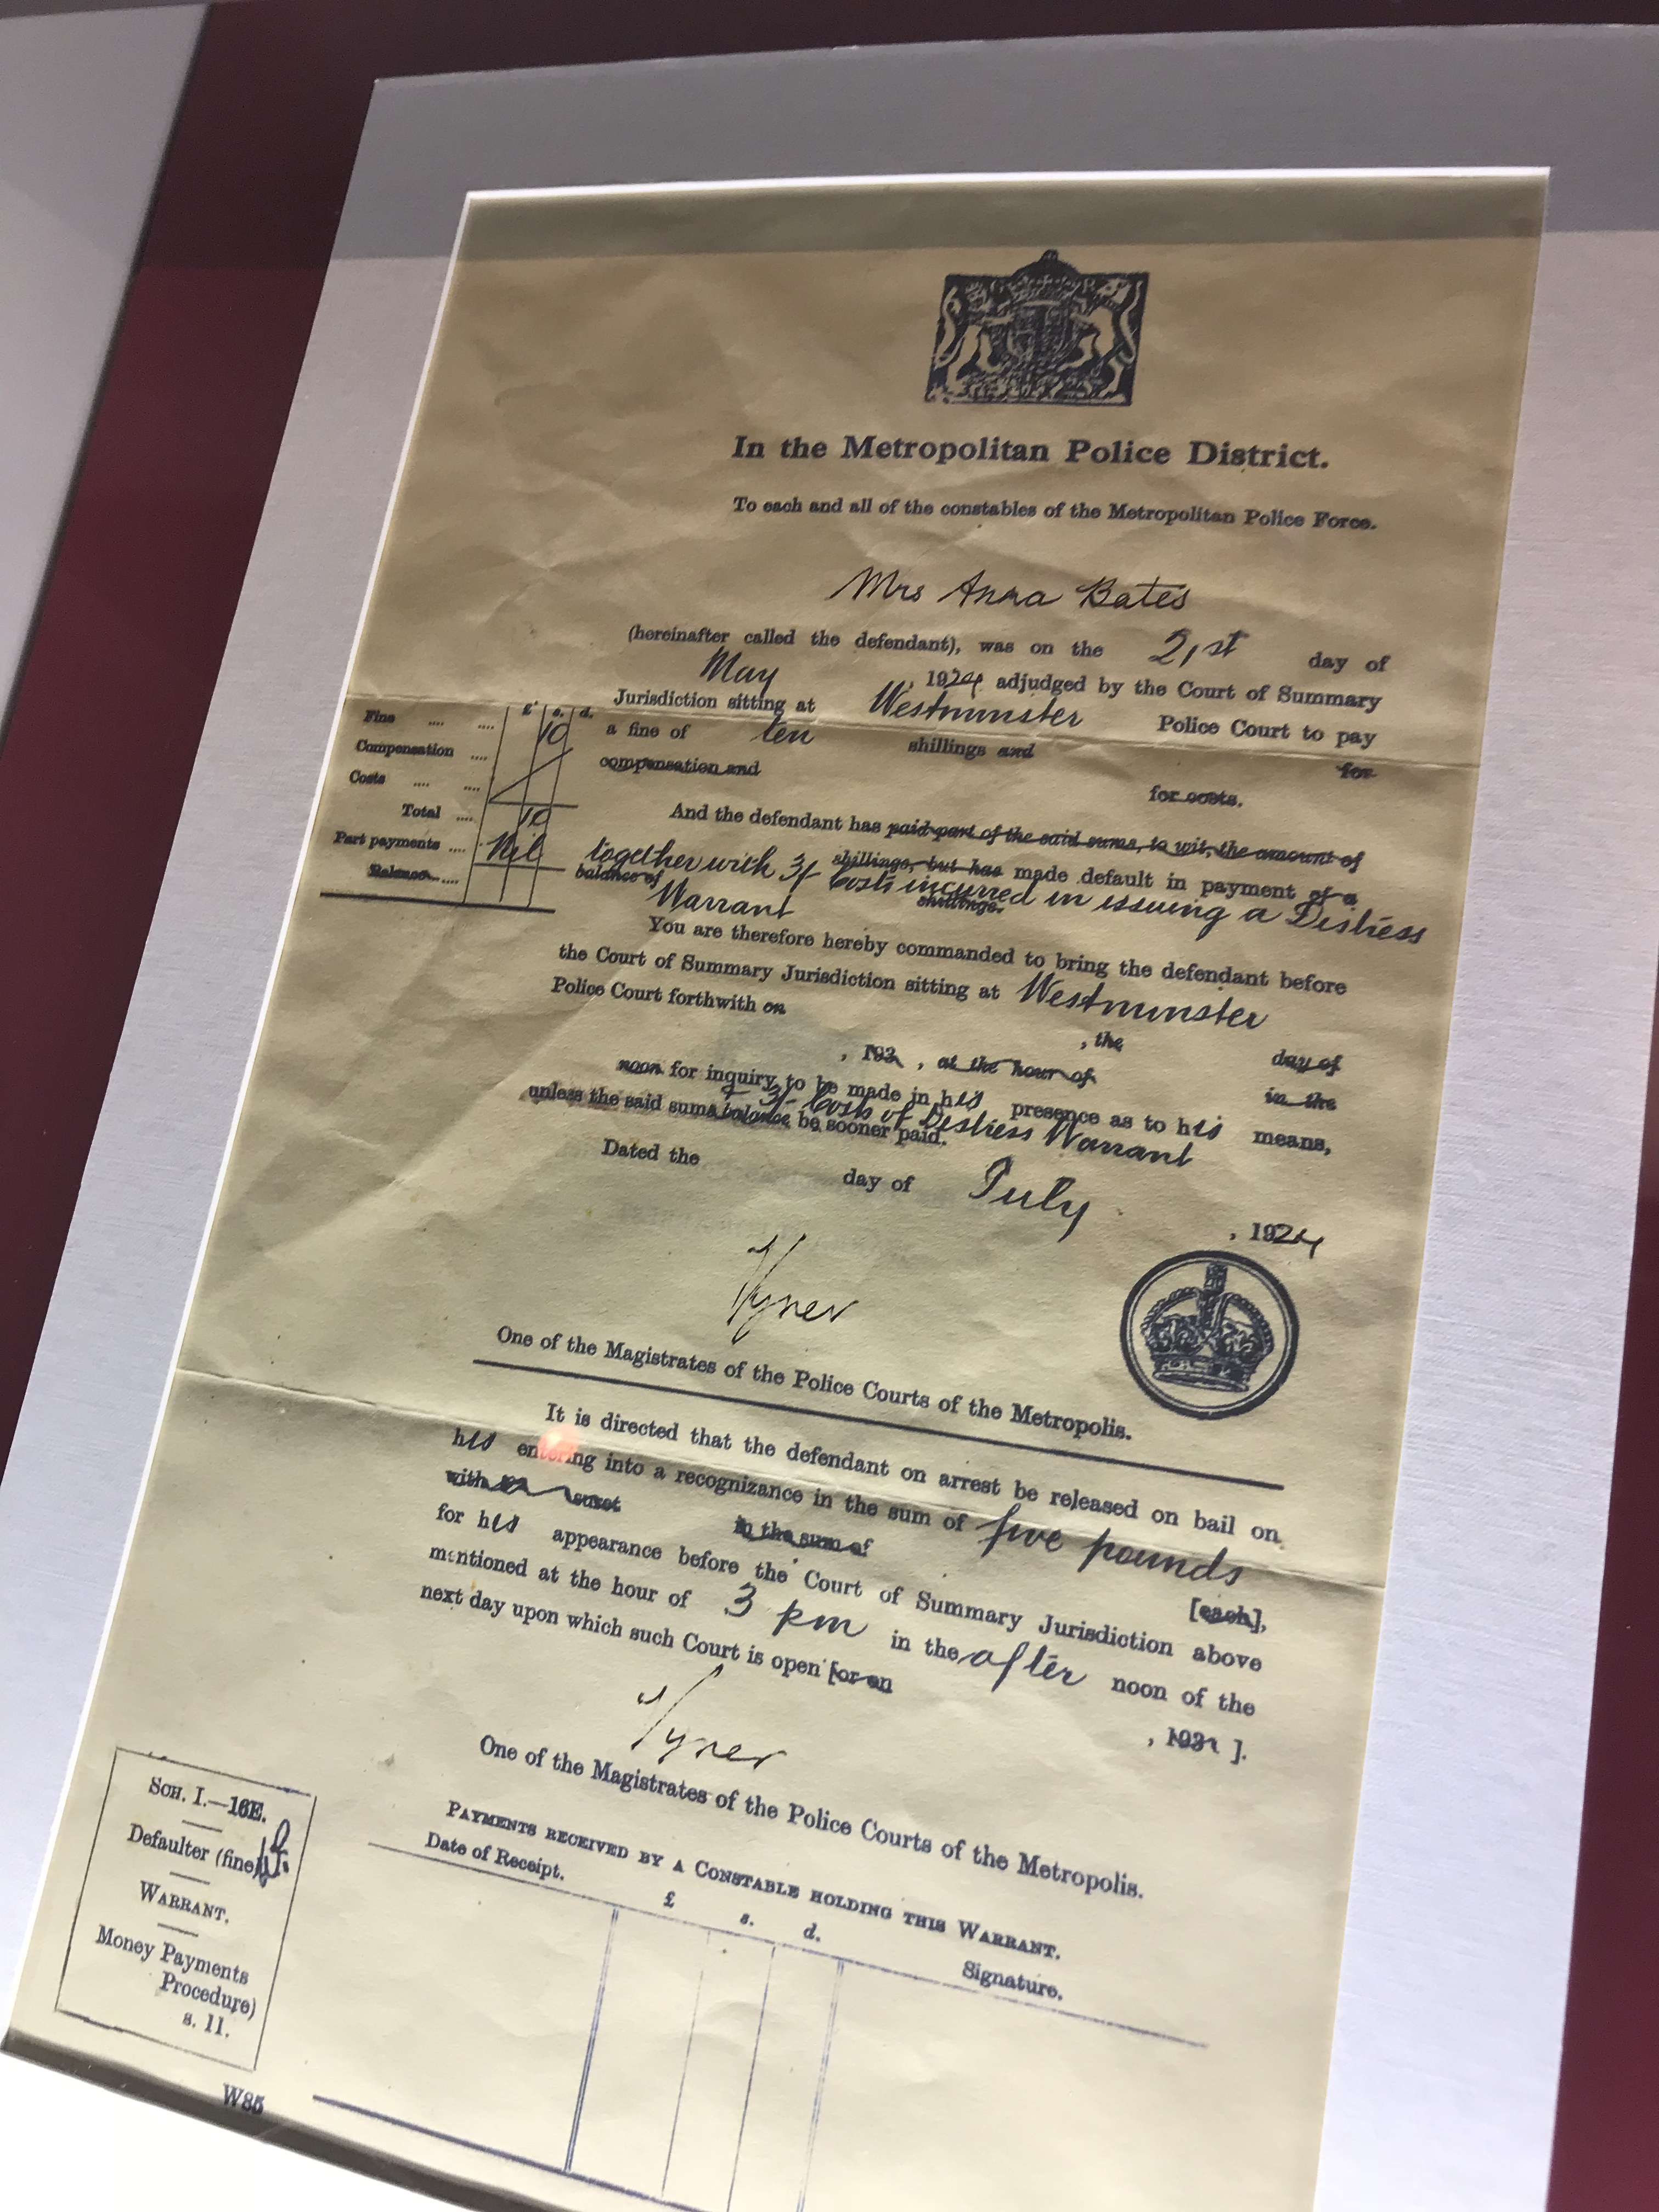 In the Metropolitan Police District.
To each and all of the constables of the Metropolitan Police Force.
Mrs Anna Bates
(hereinafter called the defendant), was on the 21st day of
May , 1924 adjudged by the Court of Summary
Jurisdiction sitting at Westminster Police Court to pay
a fine of ten shillings and for
compensation and for costs.
£ s. d.
Fine .... .... 10
Compensation ....
Costs .... ....
Total .... 10
Part payments .... Nil
Balance ....
And the defendant has paid part of the said sums, to wit, the amount of
shillings, but has made default in payment of a
together with 3/- Costs incurred in issuing a Distress
balance of shillings.
Warrant
You are therefore hereby commanded to bring the defendant before
the Court of Summary Jurisdiction sitting at Westminster
Police Court forthwith on
, the day of
, 193 , at the hour of in the
noon for inquiry to be made in his presence as to his means,
& 3/- Costs of Distress Warrant
unless the said sums balance be sooner paid.
Dated the day of July , 1924
Vyner
One of the Magistrates of the Police Courts of the Metropolis.
It is directed that the defendant on arrest be released on bail on
his entering into a recognizance in the sum of five pounds
with suret in the sum of [each],
for his appearance before the Court of Summary Jurisdiction above
mentioned at the hour of 3 pm in the after noon of the
next day upon which such Court is open [or on
, 193 ].
Vyner
One of the Magistrates of the Police Courts of the Metropolis.
PAYMENTS RECEIVED BY A CONSTABLE HOLDING THIS WARRANT.
Date of Receipt. £ s. d. Signature.
SCH. I.—16E.
Defaulter (fine)
WARRANT.
Money Payments
Procedure)
s. 11.
W85